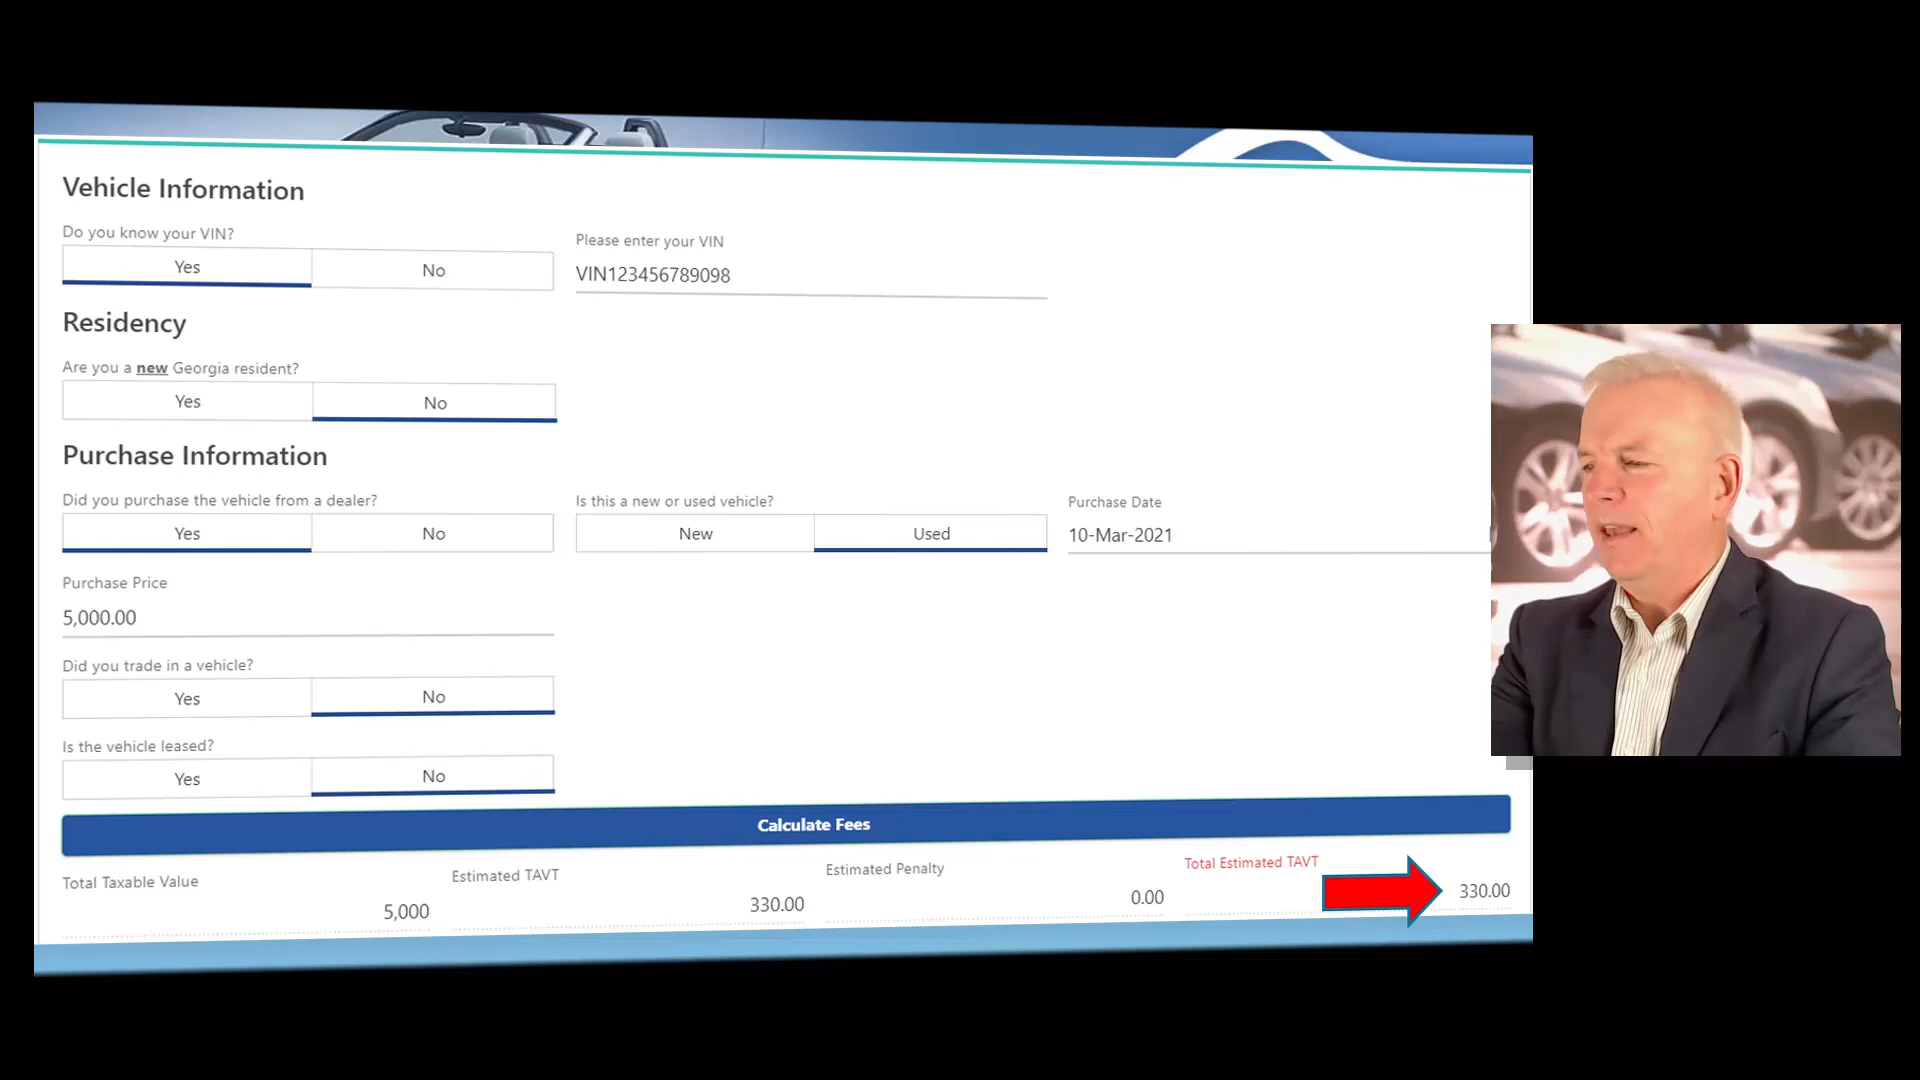 Vehicle Information
Do you know your VIN?
Please enter your VIN
Yes No
VIN123456789098
Residency
Are you a new Georgia resident?
Yes No
Purchase Information
Did you purchase the vehicle from a dealer?
Is this a new or used vehicle?
Purchase Date
Yes No
New Used
10-Mar-2021
Purchase Price
5,000.00
Did you trade in a vehicle?
Yes No
Is the vehicle leased?
Yes No
Calculate Fees
Total Taxable Value
Estimated TAVT
Estimated Penalty
Total Estimated TAVT
5,000
330.00
0.00
330.00